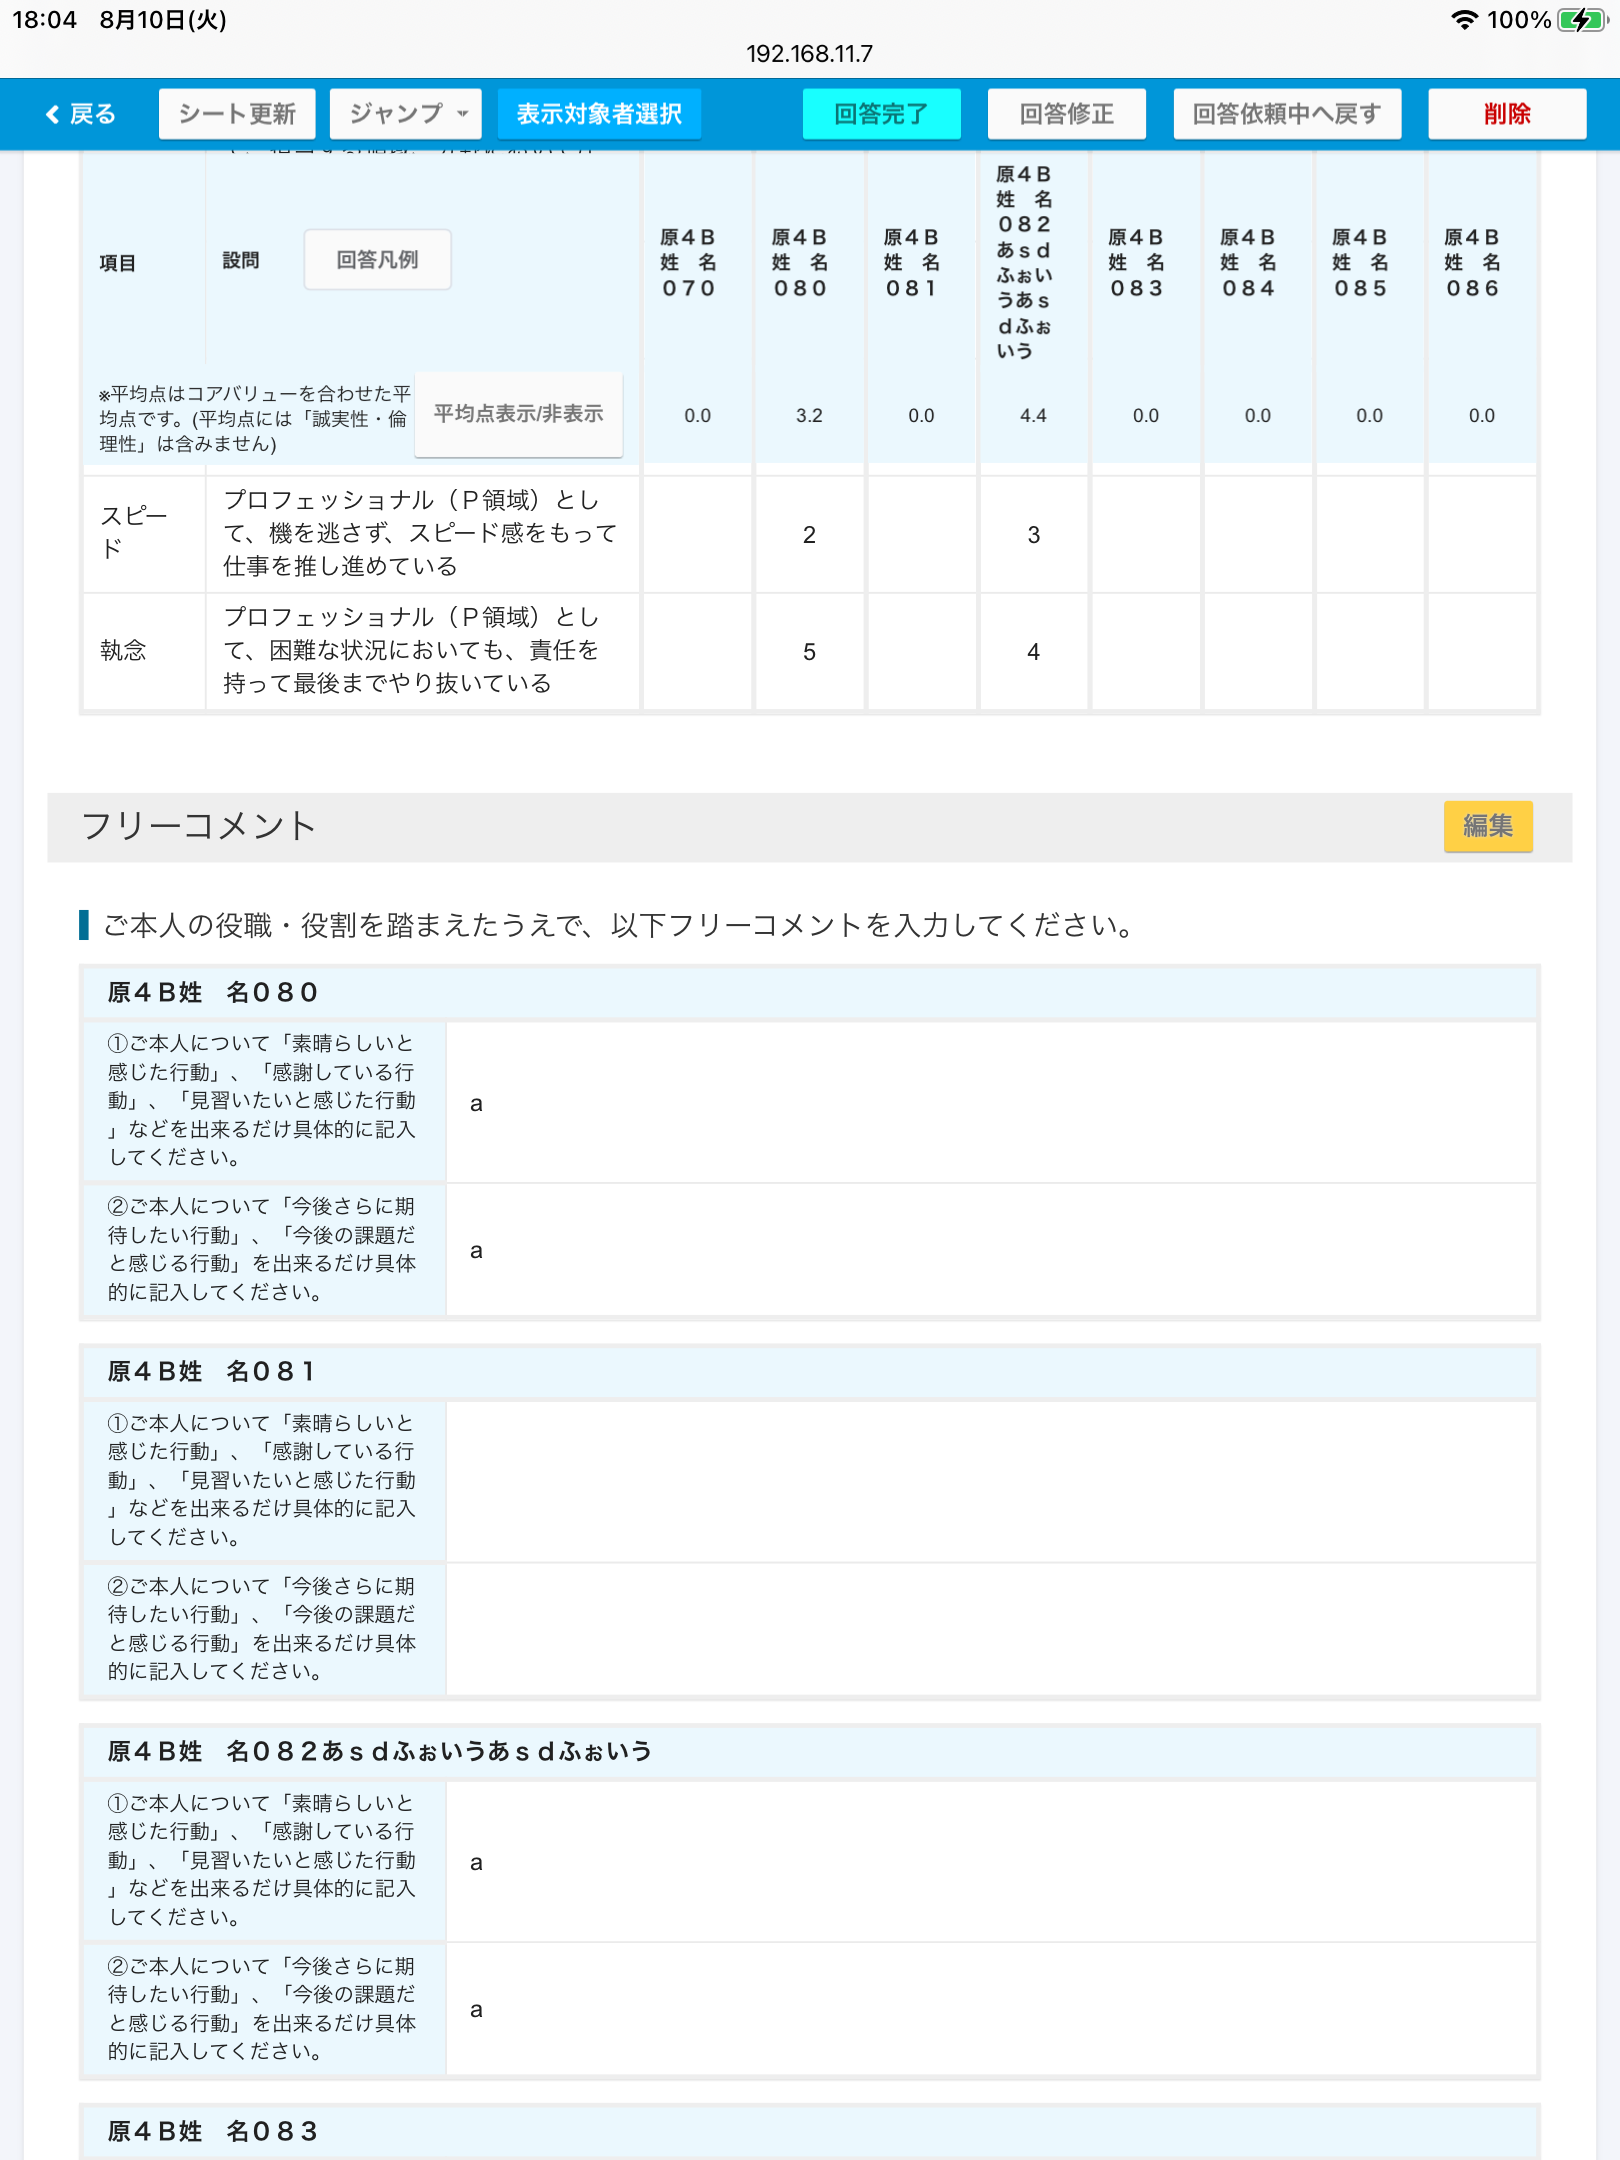 18:04 8月10日(火)
100%
192.168.11.7
戻る
シート更新
ジャンプ
表示対象者選択
回答完了
回答修正
回答依頼中へ戻す
削除
項目
設問
回答凡例
原４Ｂ
姓　名
０７０
原４Ｂ
姓　名
０８０
原４Ｂ
姓　名
０８１
原４Ｂ
姓　名
０８２
あｓｄ
ふぉい
うあｓ
ｄふぉ
いう
原４Ｂ
姓　名
０８３
原４Ｂ
姓　名
０８４
原４Ｂ
姓　名
０８５
原４Ｂ
姓　名
０８６
※平均点はコアバリューを合わせた平
均点です。(平均点には「誠実性・倫
理性」は含みません)
平均点表示/非表示
0.0
3.2
0.0
4.4
0.0
0.0
0.0
0.0
スピー
ド
プロフェッショナル（Ｐ領域）とし
て、機を逃さず、スピード感をもって
仕事を推し進めている
2
3
執念
プロフェッショナル（Ｐ領域）とし
て、困難な状況においても、責任を
持って最後までやり抜いている
5
4
フリーコメント
編集
ご本人の役職・役割を踏まえたうえで、以下フリーコメントを入力してください。
原４Ｂ姓　名０８０
①ご本人について「素晴らしいと
感じた行動」、「感謝している行
動」、「見習いたいと感じた行動
」などを出来るだけ具体的に記入
してください。
a
②ご本人について「今後さらに期
待したい行動」、「今後の課題だ
と感じる行動」を出来るだけ具体
的に記入してください。
a
原４Ｂ姓　名０８１
①ご本人について「素晴らしいと
感じた行動」、「感謝している行
動」、「見習いたいと感じた行動
」などを出来るだけ具体的に記入
してください。
②ご本人について「今後さらに期
待したい行動」、「今後の課題だ
と感じる行動」を出来るだけ具体
的に記入してください。
原４Ｂ姓　名０８２あｓｄふぉいうあｓｄふぉいう
①ご本人について「素晴らしいと
感じた行動」、「感謝している行
動」、「見習いたいと感じた行動
」などを出来るだけ具体的に記入
してください。
a
②ご本人について「今後さらに期
待したい行動」、「今後の課題だ
と感じる行動」を出来るだけ具体
的に記入してください。
a
原４Ｂ姓　名０８３